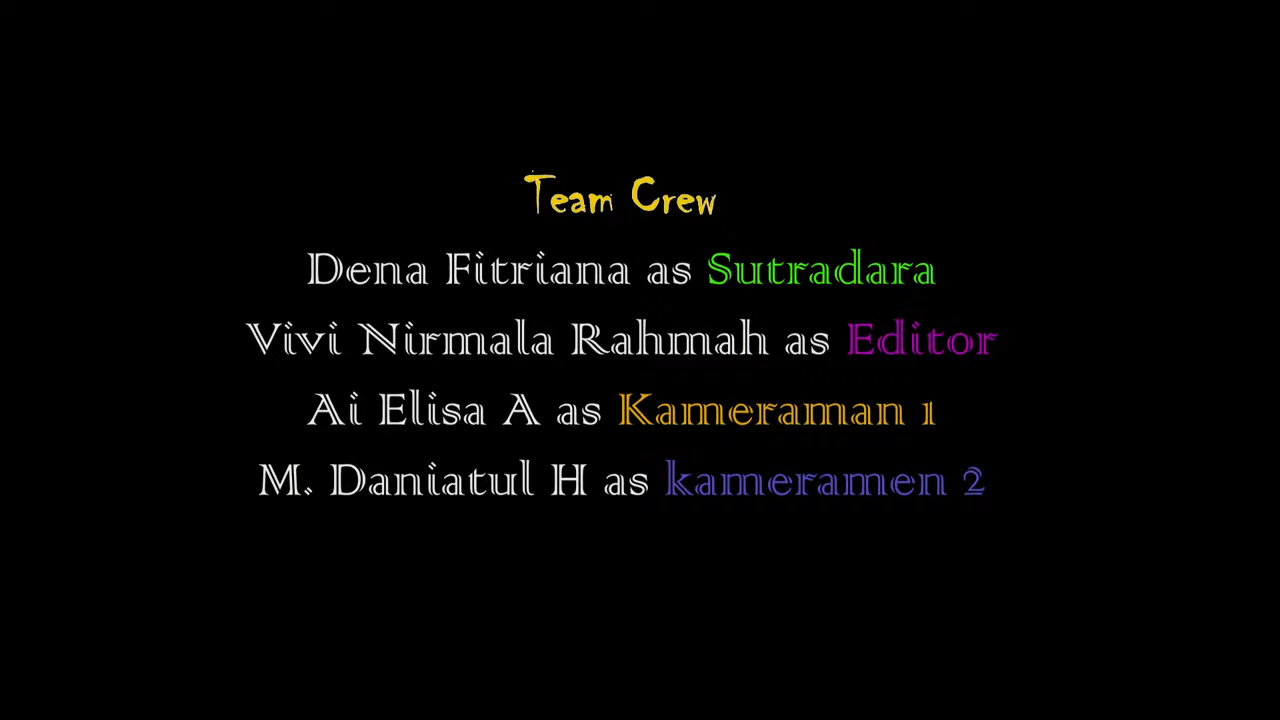 Team Crew
Dena Fitriana as Sutradara
Vivi Nirmala Rahmah as Editor
Ai Elisa A as Kameraman 1
M. Daniatul H as kameramen 2